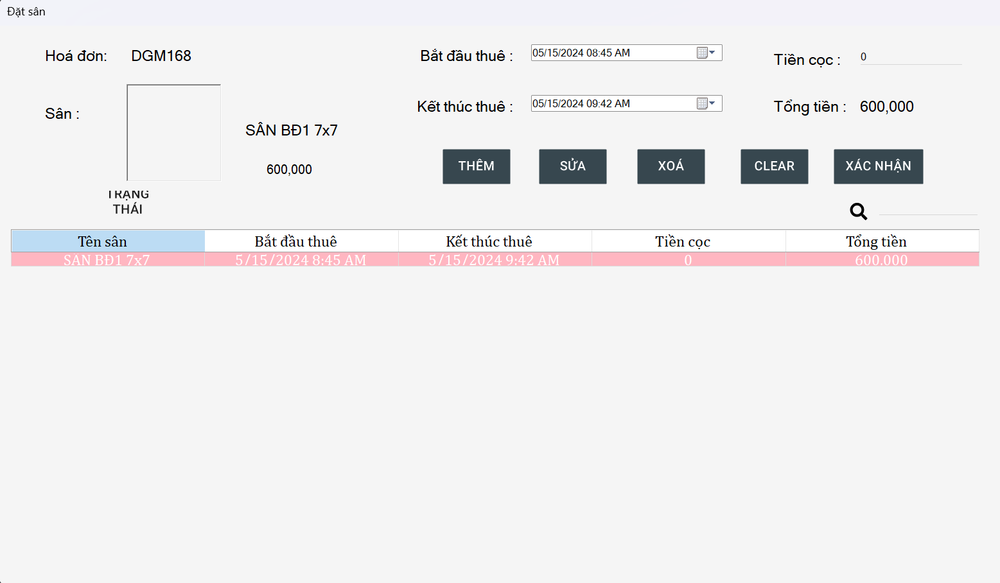 Đặt sân
Hoá đơn: DGM168
Bắt đầu thuê : 05/15/2024 08:45 AM
Tiền cọc : 0
Sân :
SÂN BĐ1 7x7
600,000
Kết thúc thuê : 05/15/2024 09:42 AM
Tổng tiền : 600,000
THÊM SỬA XOÁ CLEAR XÁC NHẬN
TRẠNG
THÁI
Tên sân Bắt đầu thuê Kết thúc thuê Tiền cọc Tổng tiền
SÂN BĐ1 7x7 5/15/2024 8:45 AM 5/15/2024 9:42 AM 0 600.000